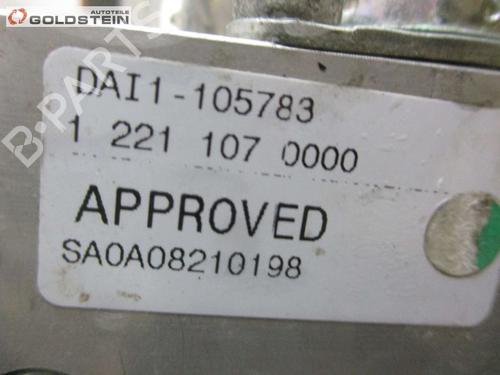 AUTOTEILE
GOLDSTEIN
B-PARTS
DAI1-105783
1 221 107 0000
APPROVED
SA0A08210198